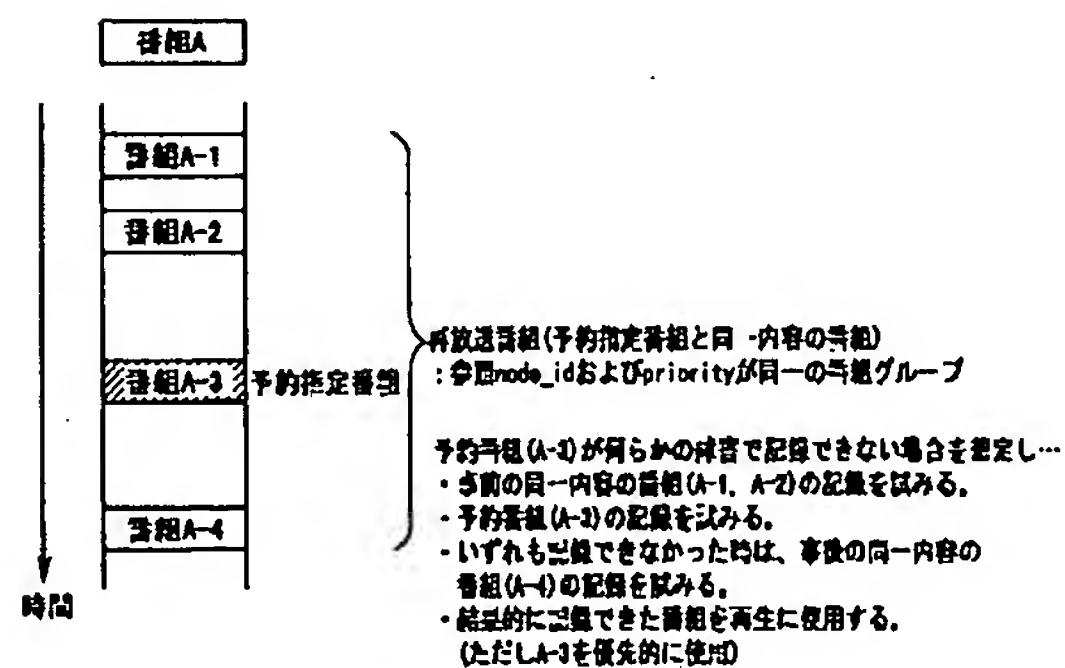 番組A
番組A-1
番組A-2
番組A-3
予約指定番組
番組A-4
時間
再放送番組(予約指定番組と同一内容の番組)
:参照node_idおよびpriorityが同一の番組グループ
予約番組(A-3)が何らかの障害で記録できない場合を想定し…
・事前の同一内容の番組(A-1, A-2)の記録を試みる。
・予約番組(A-3)の記録を試みる。
・いずれも記録できなかった時は、事後の同一内容の
番組(A-4)の記録を試みる。
・結果的に記録できた番組を再生に使用する。
(ただしA-3を優先的に使用)